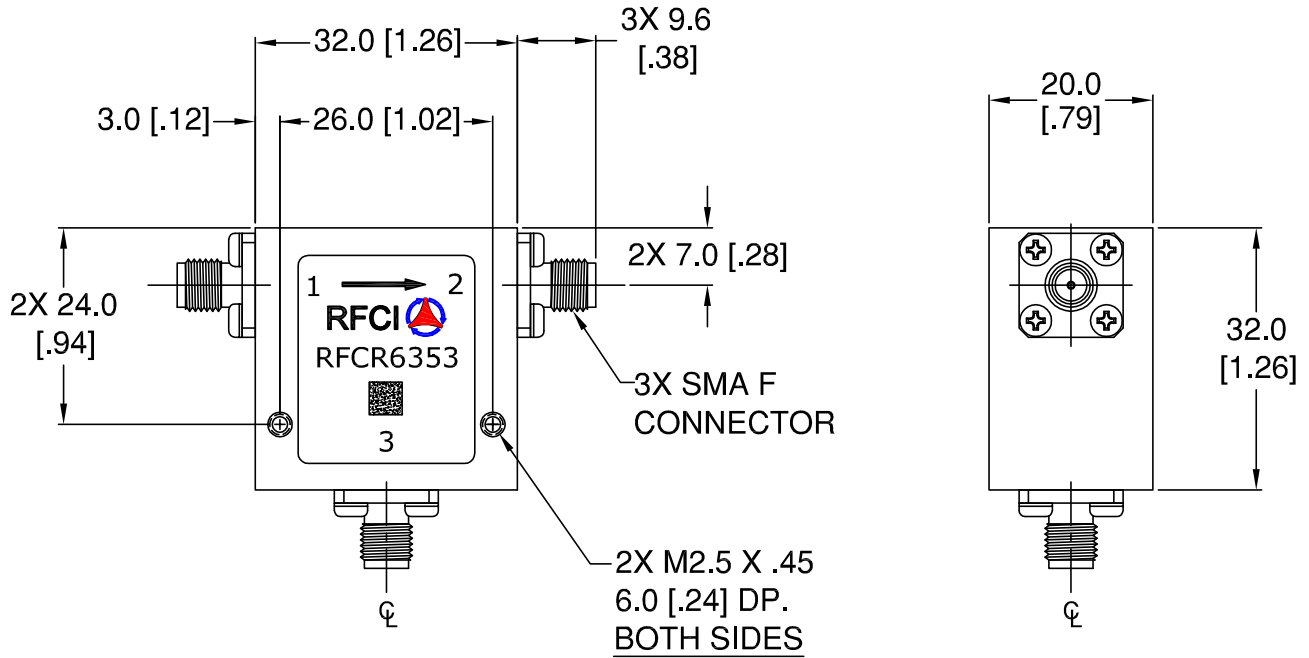 32.0 [1.26]
3X 9.6
[.38]
3.0 [.12]
26.0 [1.02]
2X 7.0 [.28]
2X 24.0
[.94]
1 2
RFCI
RFCR6353
3
3X SMA F
CONNECTOR
2X M2.5 X .45
6.0 [.24] DP.
BOTH SIDES
℄
20.0
[.79]
32.0
[1.26]
℄